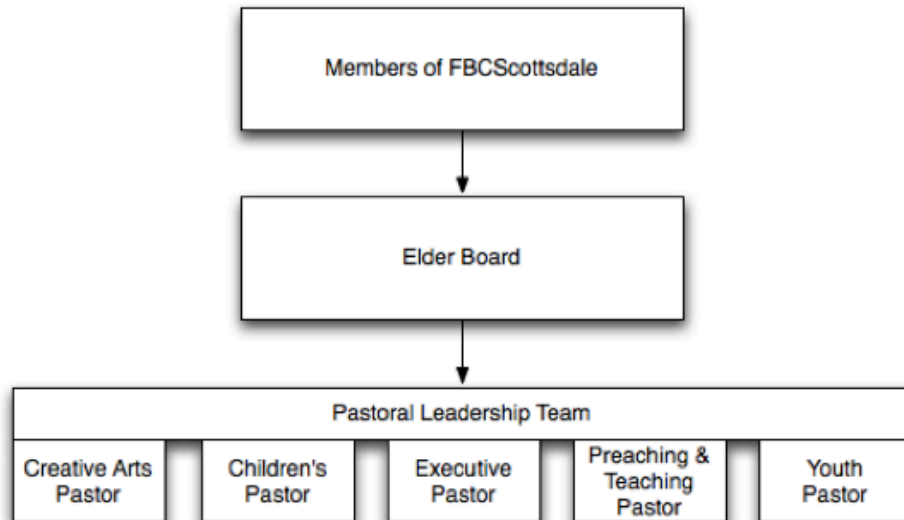 Members of FBCScottsdale
Elder Board
Pastoral Leadership Team
Creative Arts
Pastor
Children's
Pastor
Executive
Pastor
Preaching &
Teaching
Pastor
Youth
Pastor